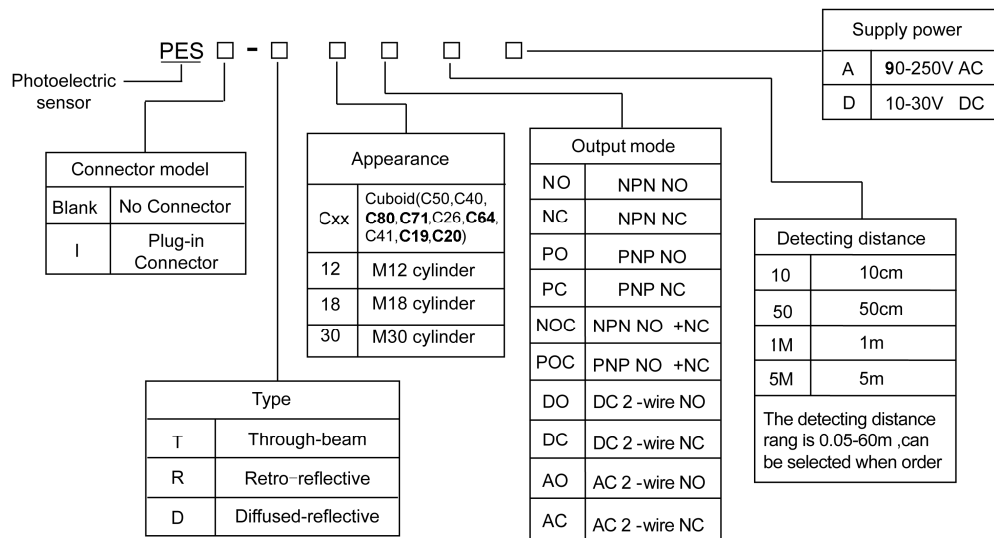 PES □ - □ □ □ □ □
Photoelectric
sensor
Supply power
A 90-250V AC
D 10-30V DC
Connector model
Blank No Connector
I Plug-in
Connector
Appearance
Cxx Cuboid(C50,C40,
C80,C71,C26,C64,
C41,C19,C20)
12 M12 cylinder
18 M18 cylinder
30 M30 cylinder
Output mode
NO NPN NO
NC NPN NC
PO PNP NO
PC PNP NC
NOC NPN NO +NC
POC PNP NO +NC
DO DC 2 -wire NO
DC DC 2 -wire NC
AO AC 2 -wire NO
AC AC 2 -wire NC
Detecting distance
10 10cm
50 50cm
1M 1m
5M 5m
The detecting distance
rang is 0.05-60m ,can
be selected when order
Type
T Through-beam
R Retro-reflective
D Diffused-reflective